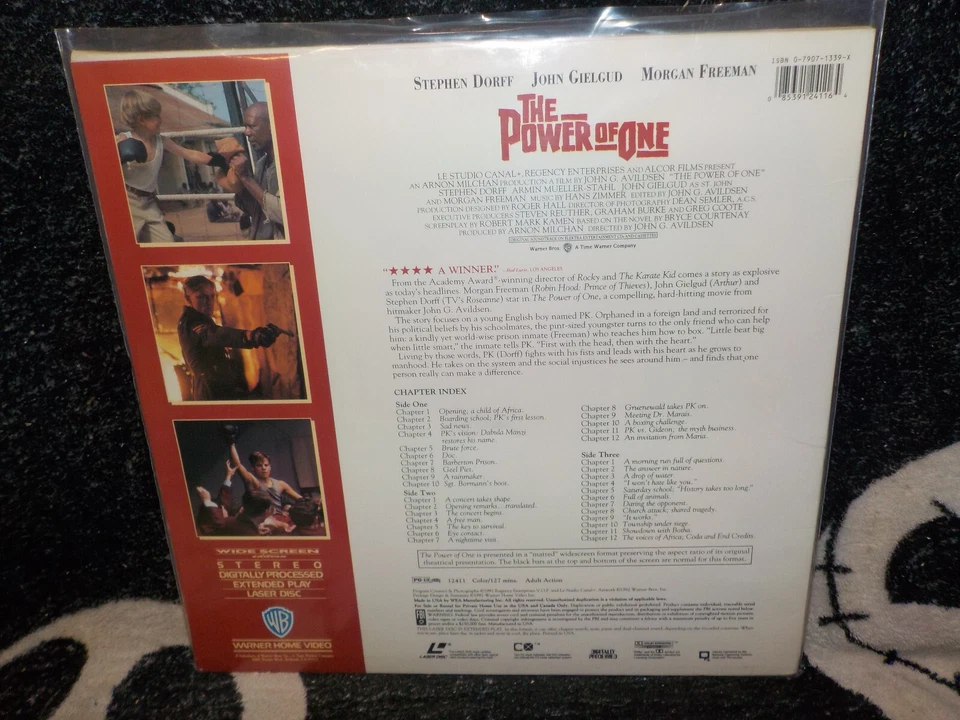 STEPHEN DORFF JOHN GIELGUD MORGAN FREEMAN
ISBN 0-7907-1339-X
0 85391 24116 4
THE
POWER OF ONE
LE STUDIO CANAL+, REGENCY ENTERPRISES AND ALCOR FILMS PRESENT
AN ARNON MILCHAN PRODUCTION A FILM BY JOHN G. AVILDSEN. "THE POWER OF ONE"
STEPHEN DORFF ARMIN MUELLER-STAHL JOHN GIELGUD AS ST. JOHN
AND MORGAN FREEMAN MUSIC BY HANS ZIMMER EDITED BY JOHN G. AVILDSEN
PRODUCTION DESIGNED BY ROGER HALL DIRECTOR OF PHOTOGRAPHY DEAN SEMLER, A.C.S.
EXECUTIVE PRODUCERS STEVEN REUTHER, GRAHAM BURKE AND GREG COOTE
SCREENPLAY BY ROBERT MARK KAMEN BASED ON THE NOVEL BY BRYCE COURTENAY
PRODUCED BY ARNON MILCHAN DIRECTED BY JOHN G. AVILDSEN
Warner Bros. A Time Warner Company
"★★★★ A WINNER."
From the Academy Award®-winning director of Rocky and The Karate Kid comes a story as explosive
as today's headlines. Morgan Freeman (Robin Hood: Prince of Thieves), John Gielgud (Arthur) and
Stephen Dorff (TV's Roseanne) star in The Power of One, a compelling, hard-hitting movie from
hitmaker John G. Avildsen.
The story focuses on a young English boy named PK. Orphaned in a foreign land and terrorized for
his political beliefs by his schoolmates, the pint-sized youngster turns to the only friend who can help
him: a kindly yet world-wise prison inmate (Freeman) who teaches him how to box. "Little beat big
when little smart," the inmate tells PK. "First with the head, then with the heart."
Living by those words, PK (Dorff) fights with his fists and leads with his heart as he grows to
manhood. He takes on the system and the social injustices he sees around him – and finds that one
person really can make a difference.
CHAPTER INDEX
Side One
Chapter 1 Opening; a child of Africa.
Chapter 2 Boarding school; PK's first lesson.
Chapter 3 Sad news.
Chapter 4 PK's vision: Dabula Manzi
restores his name.
Chapter 5 Brute force.
Chapter 6 Doc.
Chapter 7 Barberton Prison.
Chapter 8 Geel Piet.
Chapter 9 A rainmaker.
Chapter 10 Sgt. Bormann's boot.
Side Two
Chapter 1 A concert takes shape.
Chapter 2 Opening remarks...translated.
Chapter 3 The concert begins.
Chapter 4 A free man.
Chapter 5 The key to survival.
Chapter 6 Eye contact.
Chapter 7 A nighttime visit.
Chapter 8 Gruenewald takes PK on.
Chapter 9 Meeting Dr. Marais.
Chapter 10 A boxing challenge.
Chapter 11 PK vs. Gideon; the myth business.
Chapter 12 An invitation from Maria.
Side Three
Chapter 1 A morning run full of questions.
Chapter 2 The answer in nature.
Chapter 3 A drop of water.
Chapter 4 "I won't hate you."
Chapter 5 Saturday school; "History takes too long."
Chapter 6 Full of animals.
Chapter 7 Daring the opponent.
Chapter 8 Church attack; shared tragedy.
Chapter 9 "It works."
Chapter 10 Township under siege.
Chapter 11 Showdown with Botha.
Chapter 12 The voices of Africa; Coda and End Credits.
The Power of One is presented in a "matted" widescreen format preserving the aspect ratio of its original
theatrical presentation. The black bars at the top and bottom of the screen are normal for this format.
12411 Color/127 mins. Adult Action
WIDE SCREEN
STEREO
DIGITALLY PROCESSED
EXTENDED PLAY
LASER DISC
WB
WARNER HOME VIDEO
LASER DISC
CX
DIGITALLY
PROCESSED